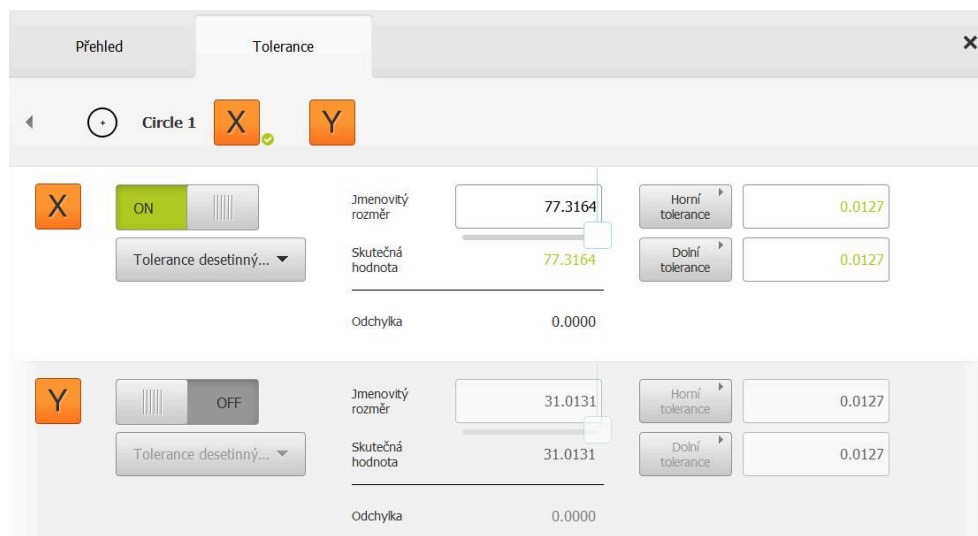 Přehled
Tolerance
Circle 1
X
Y
X
ON
Jmenovitý
rozměr
77.3164
Horní
tolerance
0.0127
Tolerance desetinný...
Skutečná
hodnota
77.3164
Dolní
tolerance
0.0127
Odchylka
0.0000
Y
OFF
Jmenovitý
rozměr
31.0131
Horní
tolerance
0.0127
Tolerance desetinný...
Skutečná
hodnota
31.0131
Dolní
tolerance
0.0127
Odchylka
0.0000